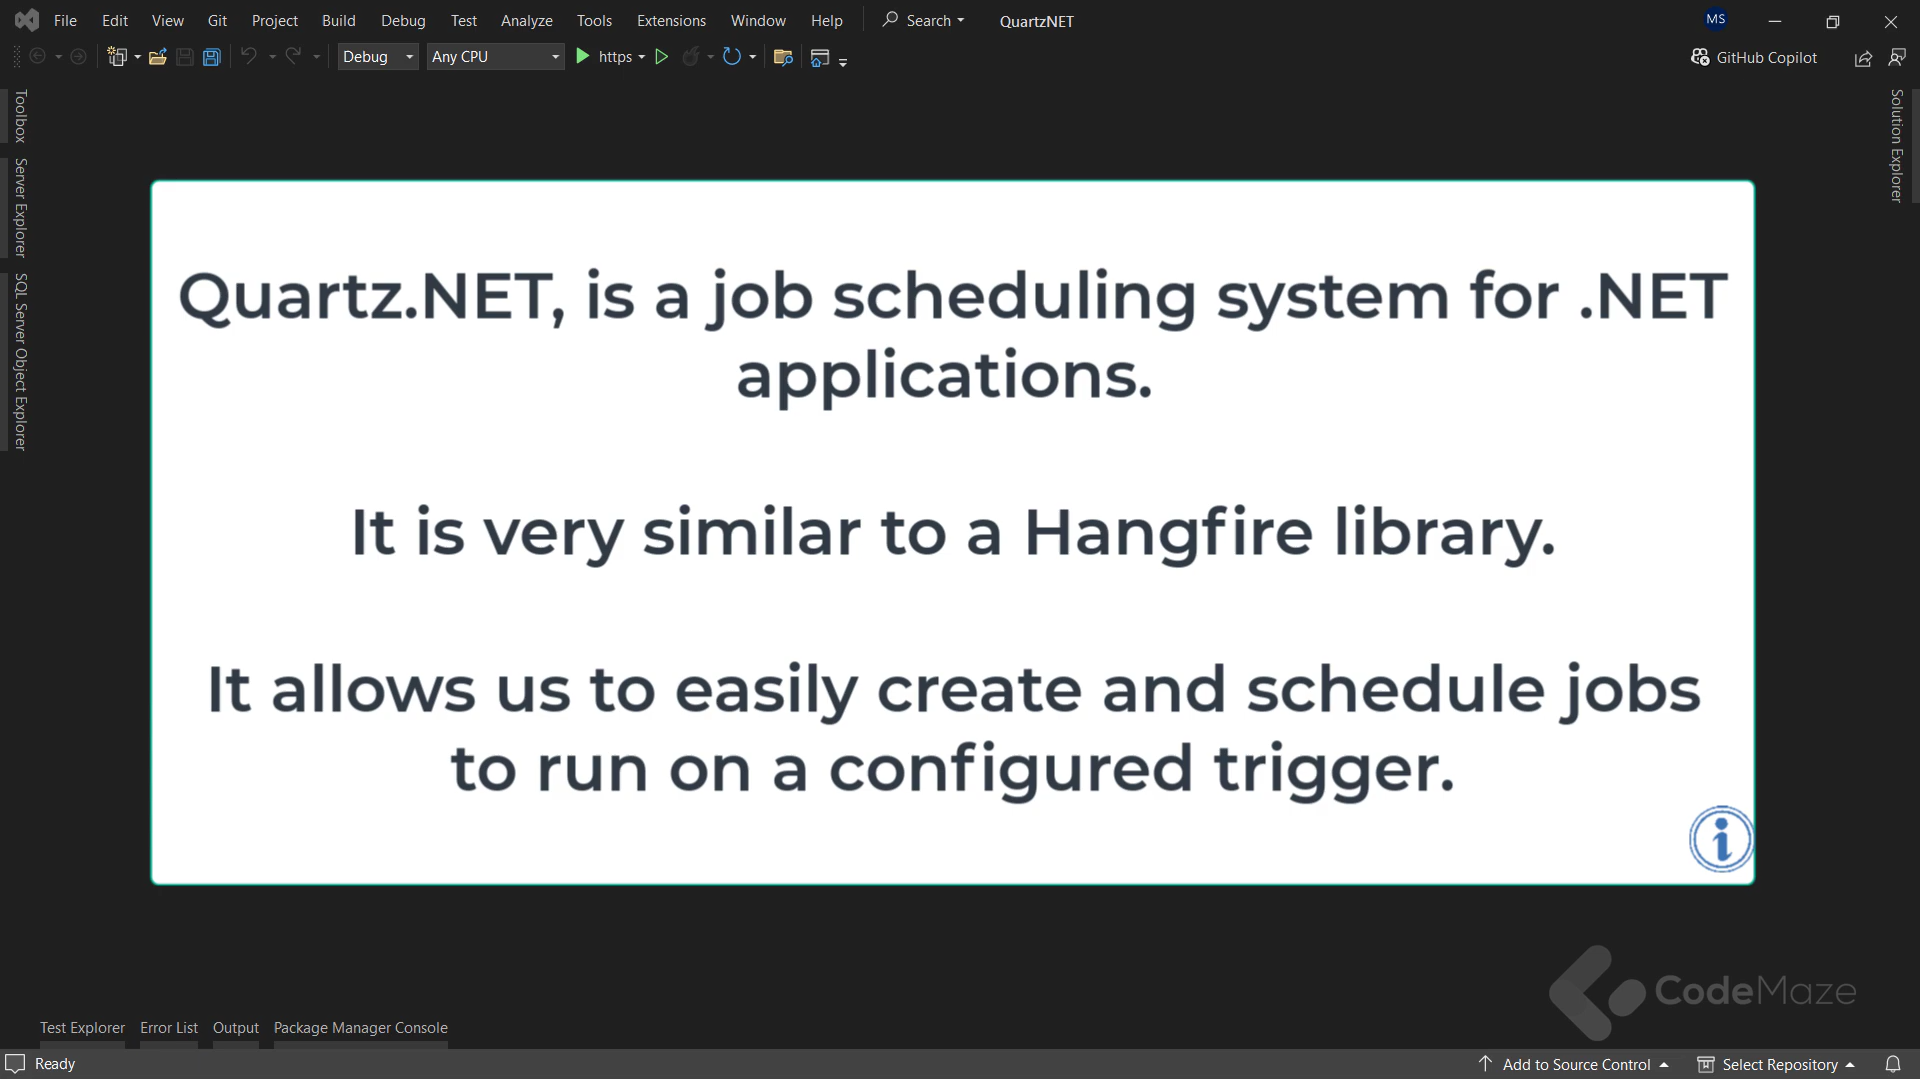 File Edit View Git Project Build Debug Test Analyze Tools Extensions Window Help Search QuartzNET MS
Debug Any CPU https GitHub Copilot
Toolbox
Server Explorer
SQL Server Object Explorer
Solution Explorer
Quartz.NET, is a job scheduling system for .NET
applications.
It is very similar to a Hangfire library.
It allows us to easily create and schedule jobs
to run on a configured trigger.
CodeMaze
Test Explorer Error List Output Package Manager Console
Ready Add to Source Control Select Repository